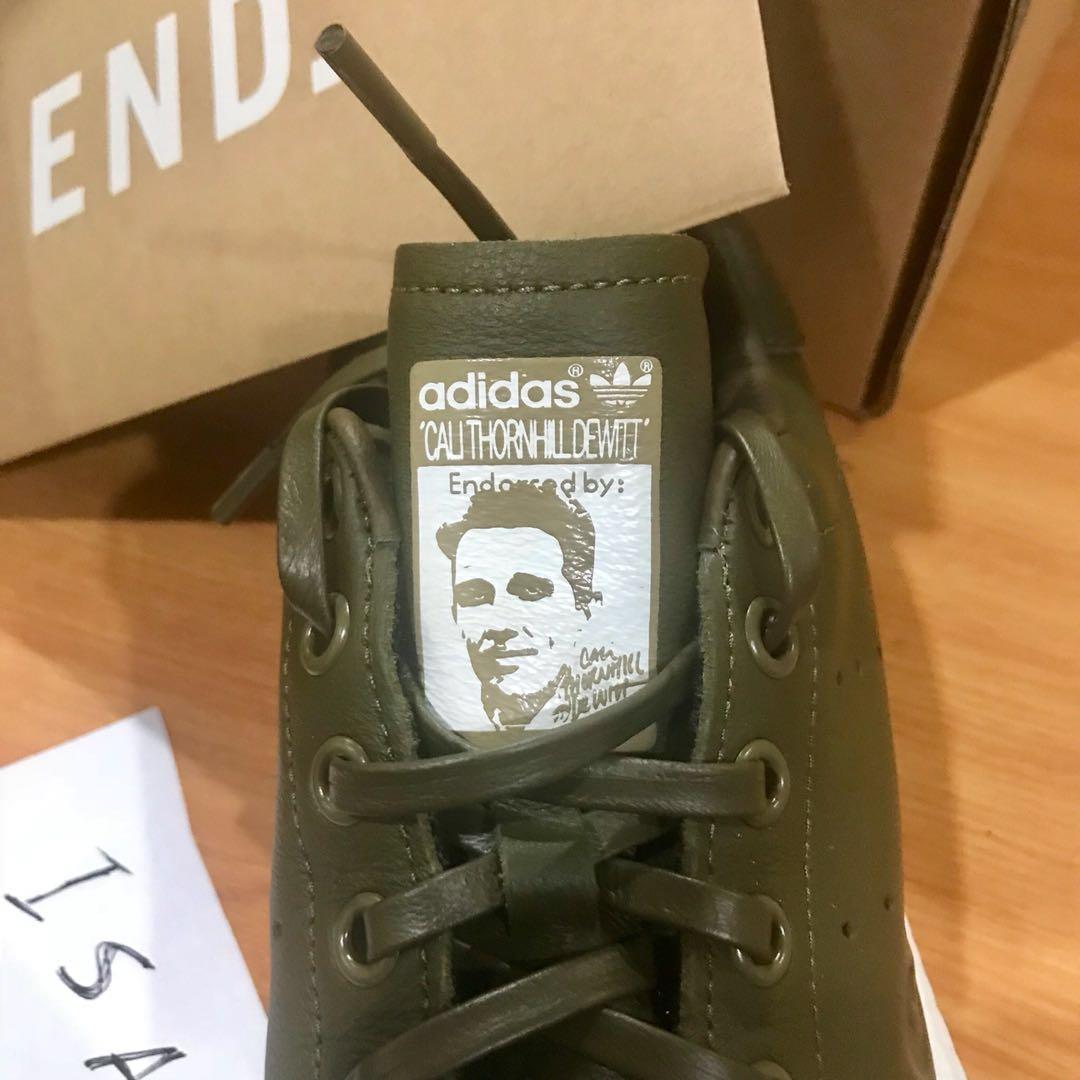 END.
adidas® ®
"CALI THORNHILL DEWITT"
Endorsed by:
CALI
THORNHILL
DEWITT
ISA